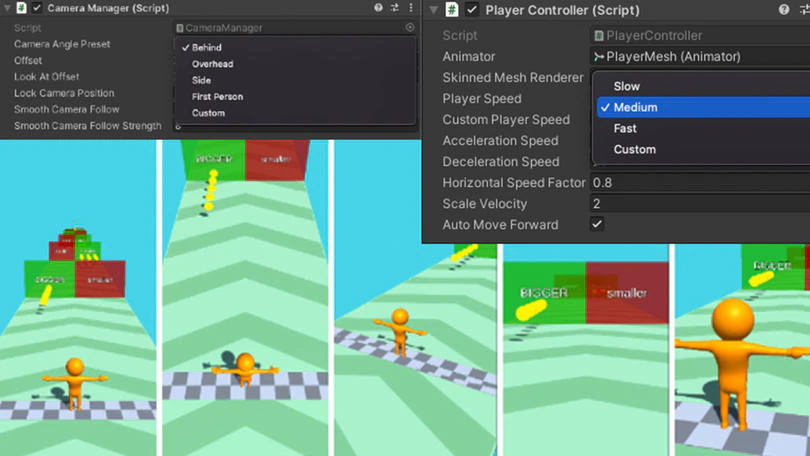 Camera Manager (Script)
Script
CameraManager
Camera Angle Preset
Behind
Offset
Overhead
Look At Offset
Side
Lock Camera Position
First Person
Smooth Camera Follow
Custom
Smooth Camera Follow Strength
Player Controller (Script)
Script
PlayerController
Animator
PlayerMesh (Animator)
Skinned Mesh Renderer
Slow
Player Speed
Medium
Custom Player Speed
Fast
Acceleration Speed
Custom
Deceleration Speed
Horizontal Speed Factor
0.8
Scale Velocity
2
Auto Move Forward
BIGGER
smaller
BIGGER
smaller
BIGGER
smaller
BIGGER